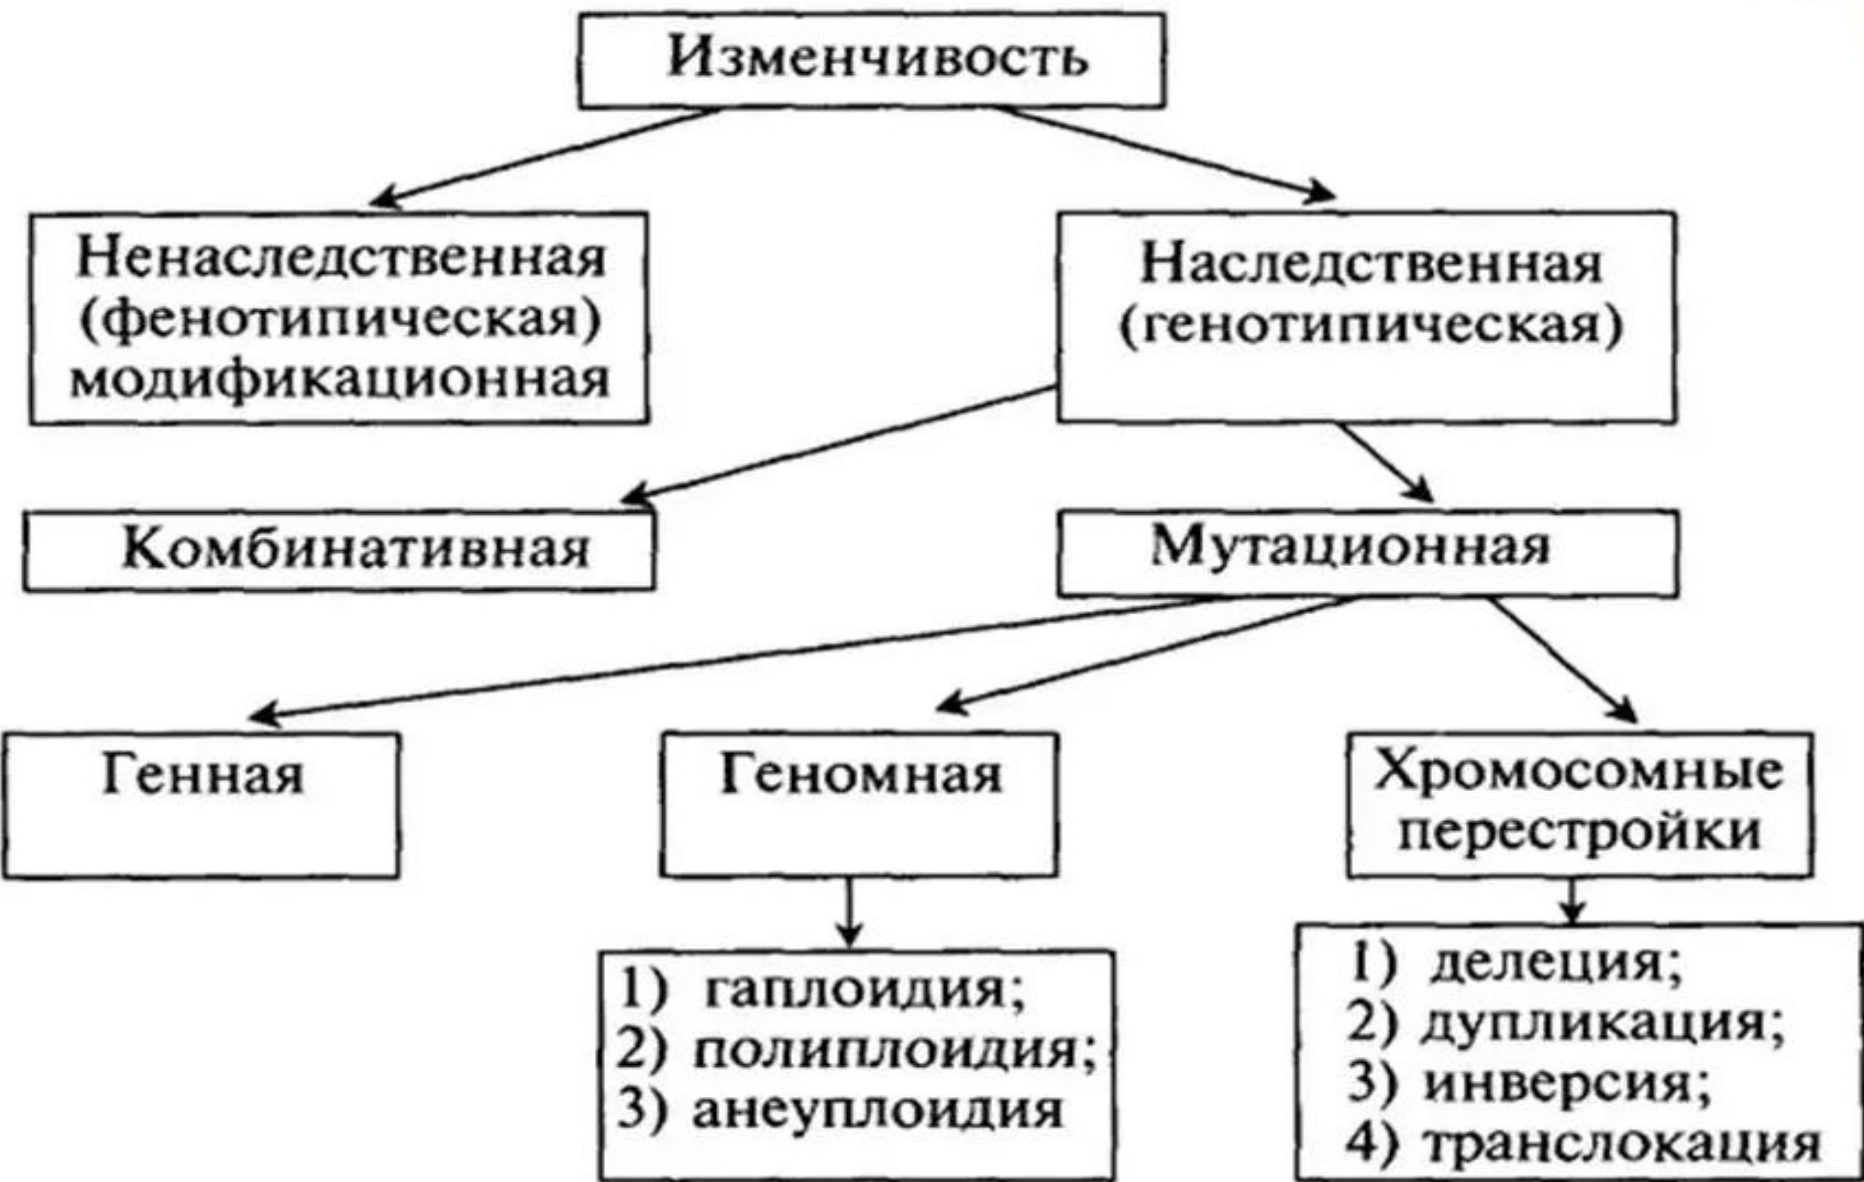 Изменчивость
Ненаследственная
(фенотипическая)
модификационная
Наследственная
(генотипическая)
Комбинативная
Мутационная
Генная
Геномная
Хромосомные
перестройки
1) гаплоидия;
2) полиплоидия;
3) анеуплоидия
1) делеция;
2) дупликация;
3) инверсия;
4) транслокация